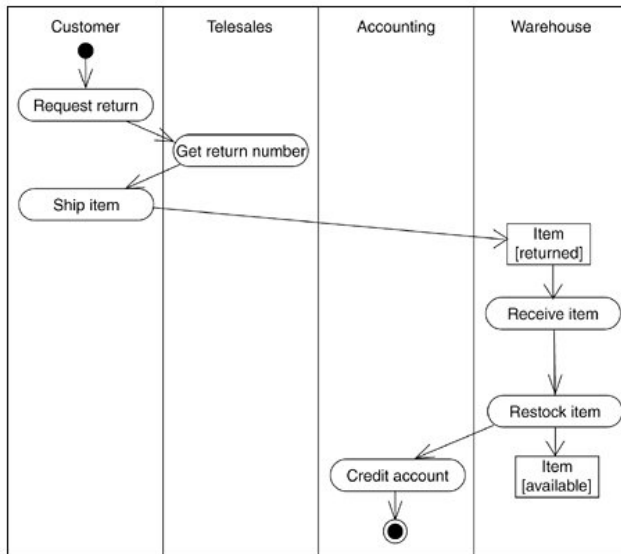 Customer
Telesales
Accounting
Warehouse
Request return
Get return number
Ship item
Item
[returned]
Receive item
Restock item
Credit account
Item
[available]